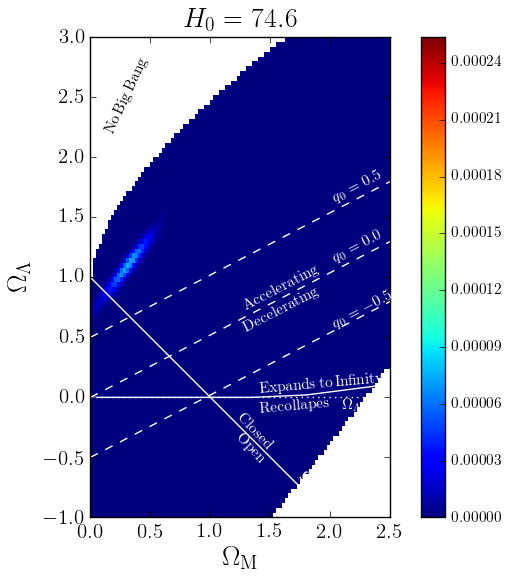 H₀ = 74.6
No Big Bang
q₀ = 0.5
q₀ = 0.0
Accelerating
Decelerating
q₀ = −0.5
Expands to Infinity
Recollapes
Closed
Open
3.0
2.5
2.0
1.5
1.0
0.5
0.0
−0.5
−1.0
Ω_Λ
0.0 0.5 1.0 1.5 2.0 2.5
Ω_M
0.00024
0.00021
0.00018
0.00015
0.00012
0.00009
0.00006
0.00003
0.00000